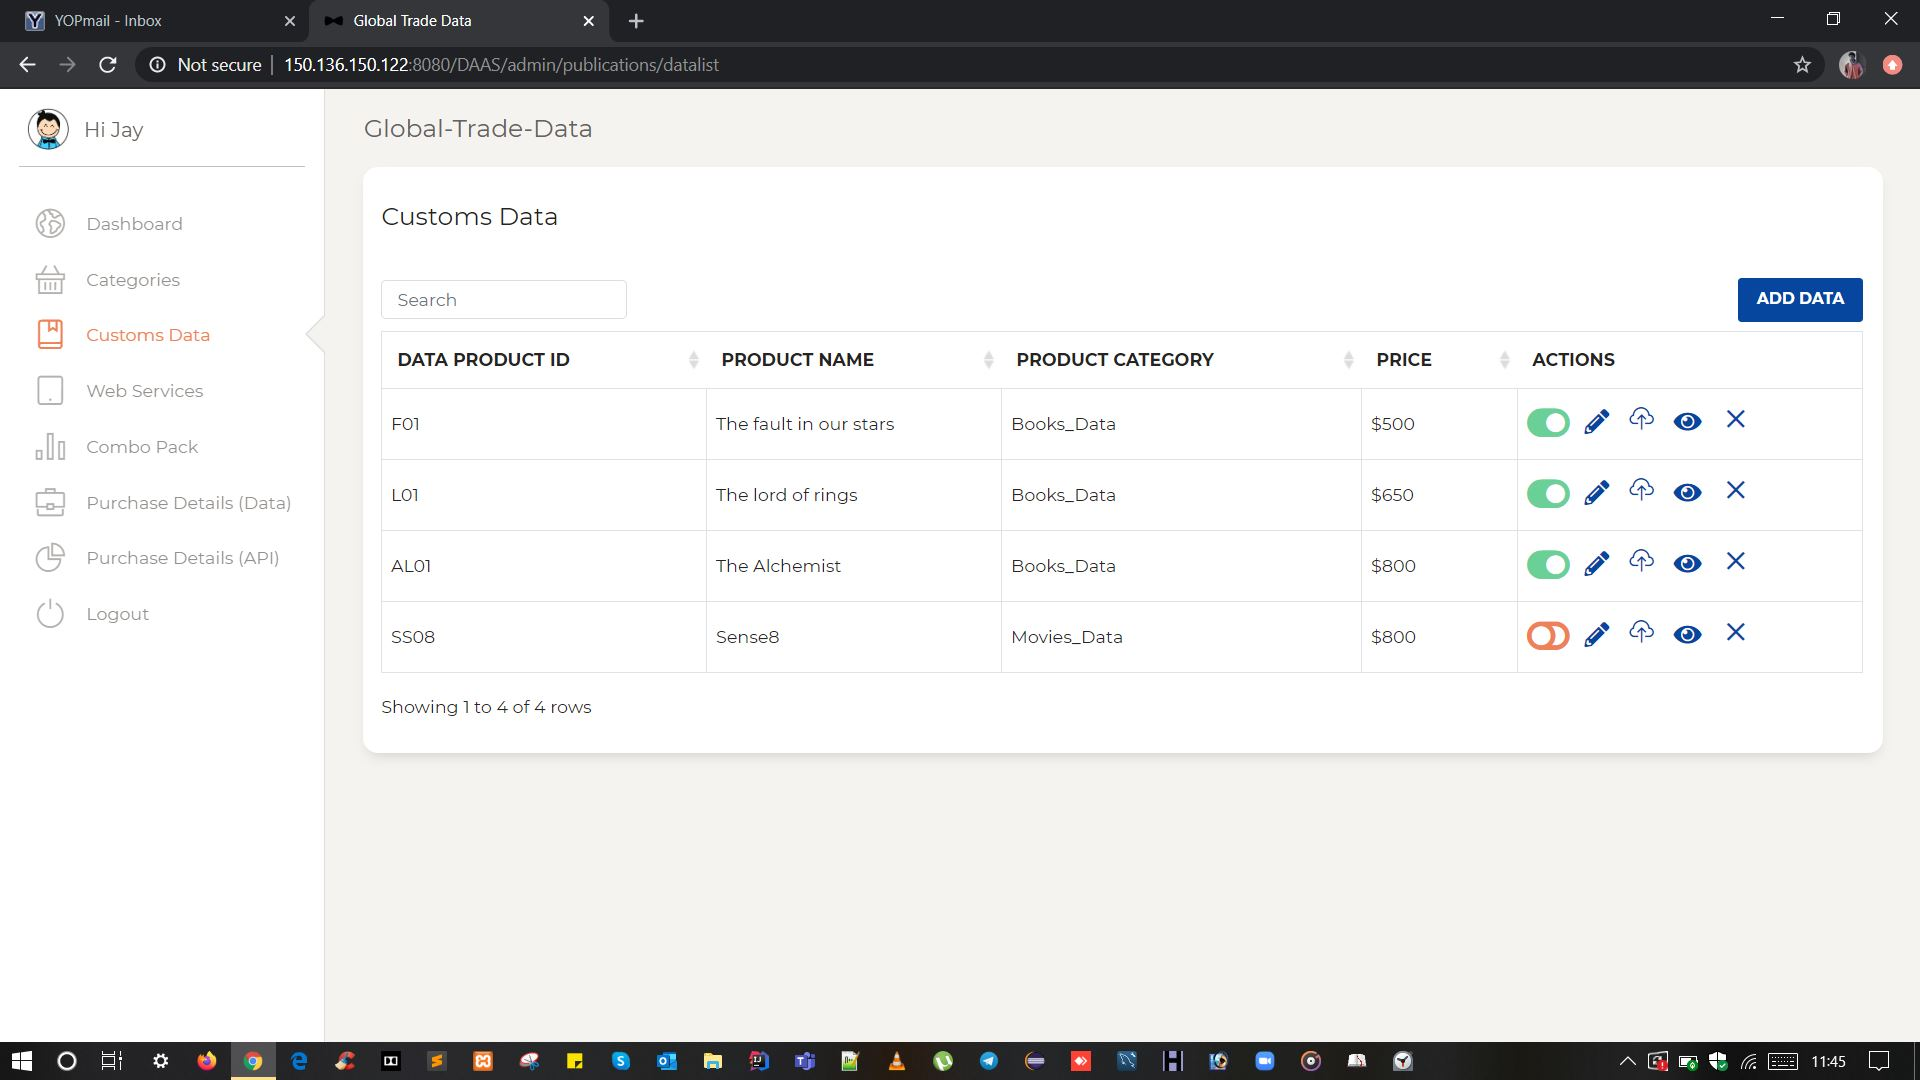 YOPmail - Inbox
Global Trade Data
Not secure | 150.136.150.122:8080/DAAS/admin/publications/datalist
Hi Jay
Dashboard
Categories
Customs Data
Web Services
Combo Pack
Purchase Details (Data)
Purchase Details (API)
Logout
Global-Trade-Data
Customs Data
Search
ADD DATA
DATA PRODUCT ID PRODUCT NAME PRODUCT CATEGORY PRICE ACTIONS
F01 The fault in our stars Books_Data $500
L01 The lord of rings Books_Data $650
AL01 The Alchemist Books_Data $800
SS08 Sense8 Movies_Data $800
Showing 1 to 4 of 4 rows
11:45